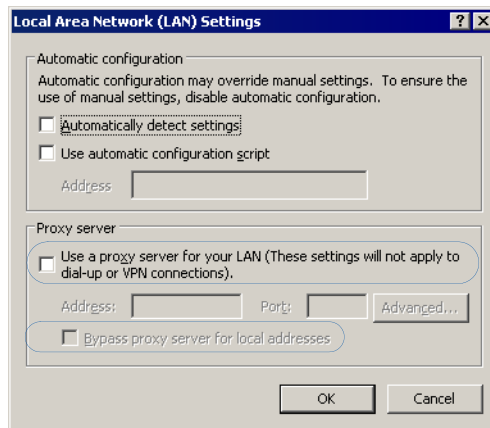 Local Area Network (LAN) Settings
Automatic configuration
Automatic configuration may override manual settings. To ensure the
use of manual settings, disable automatic configuration.
Automatically detect settings
Use automatic configuration script
Address
Proxy server
Use a proxy server for your LAN (These settings will not apply to
dial-up or VPN connections).
Address: Port: Advanced...
Bypass proxy server for local addresses
OK Cancel